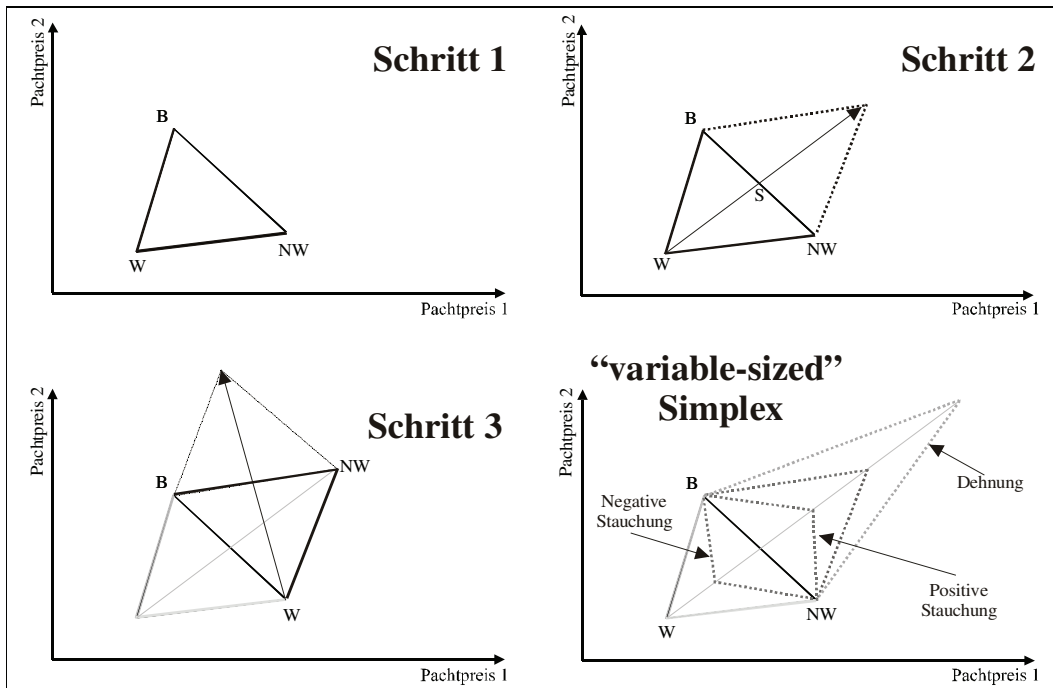 Schritt 1
Pachtpreis 2
B
W
NW
Pachtpreis 1
Schritt 2
Pachtpreis 2
B
S
W
NW
Pachtpreis 1
Schritt 3
Pachtpreis 2
B
NW
W
Pachtpreis 1
“variable-sized”
Simplex
Pachtpreis 2
B
Dehnung
Negative
Stauchung
Positive
Stauchung
W
NW
Pachtpreis 1